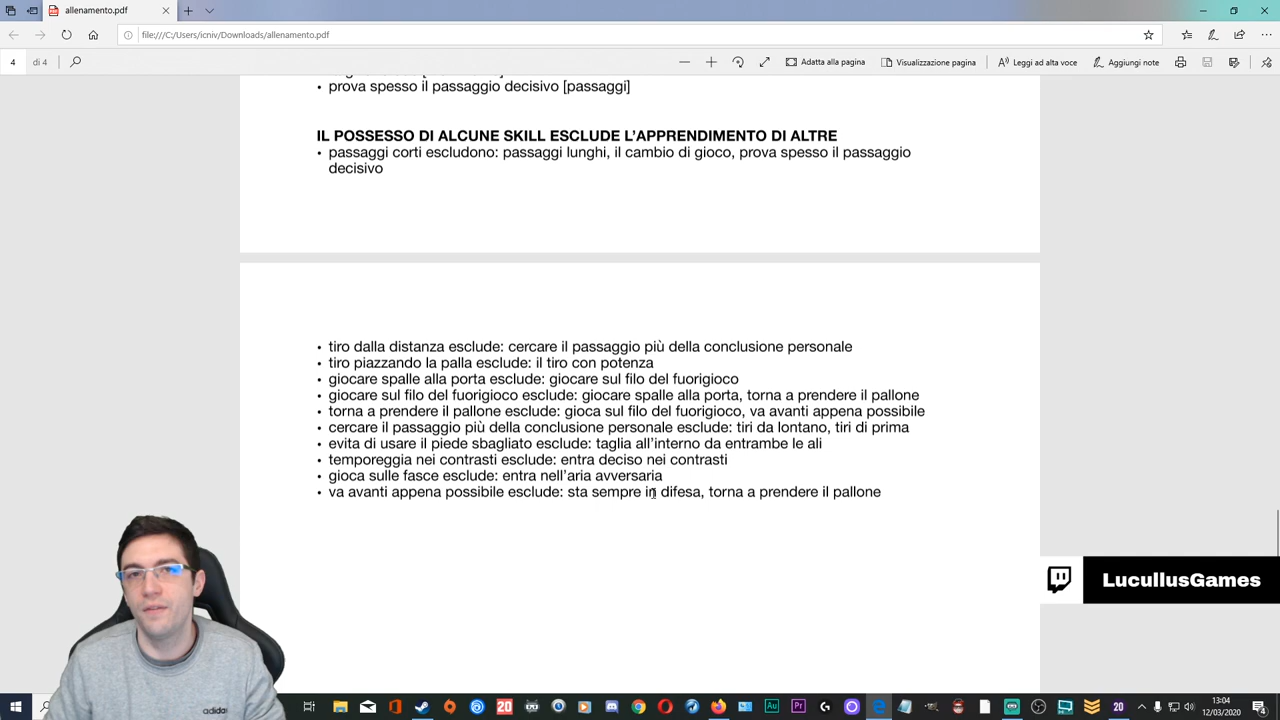 allenamento.pdf
file:///C:/Users/icniv/Downloads/allenamento.pdf
4 di 4
Adatta alla pagina
Visualizzazione pagina
Leggi ad alta voce
Aggiungi note
• prova spesso il passaggio decisivo [passaggi]
IL POSSESSO DI ALCUNE SKILL ESCLUDE L’APPRENDIMENTO DI ALTRE
• passaggi corti escludono: passaggi lunghi, il cambio di gioco, prova spesso il passaggio
decisivo
• tiro dalla distanza esclude: cercare il passaggio più della conclusione personale
• tiro piazzando la palla esclude: il tiro con potenza
• giocare spalle alla porta esclude: giocare sul filo del fuorigioco
• giocare sul filo del fuorigioco esclude: giocare spalle alla porta, torna a prendere il pallone
• torna a prendere il pallone esclude: gioca sul filo del fuorigioco, va avanti appena possibile
• cercare il passaggio più della conclusione personale esclude: tiri da lontano, tiri di prima
• evita di usare il piede sbagliato esclude: taglia all’interno da entrambe le ali
• temporeggia nei contrasti esclude: entra deciso nei contrasti
• gioca sulle fasce esclude: entra nell’aria avversaria
• va avanti appena possibile esclude: sta sempre in difesa, torna a prendere il pallone
LucullusGames
adidas
20
Au
Pr
20
13:04
12/03/2020